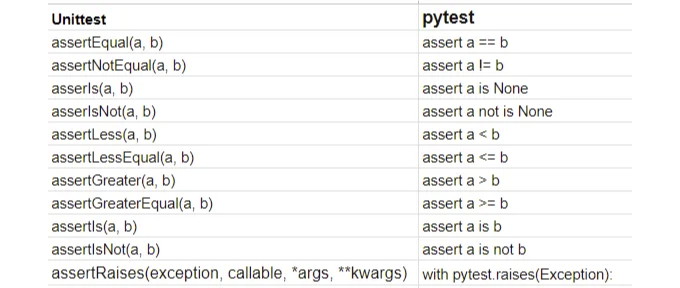 Unittest pytest
assertEqual(a, b) assert a == b
assertNotEqual(a, b) assert a != b
asserIs(a, b) assert a is None
asserIsNot(a, b) assert a not is None
assertLess(a, b) assert a < b
assertLessEqual(a, b) assert a <= b
assertGreater(a, b) assert a > b
assertGreaterEqual(a, b) assert a >= b
assertIs(a, b) assert a is b
assertIsNot(a, b) assert a is not b
assertRaises(exception, callable, *args, **kwargs) with pytest.raises(Exception):